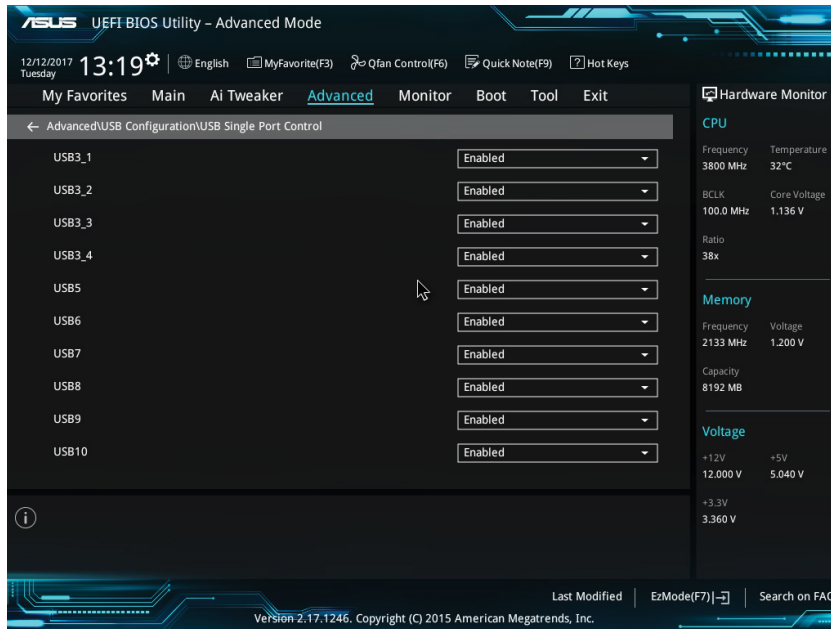 ASUS UEFI BIOS Utility – Advanced Mode
12/12/2017 Tuesday 13:19 English MyFavorite(F3) Qfan Control(F6) Quick Note(F9) ? Hot Keys
My Favorites Main Ai Tweaker Advanced Monitor Boot Tool Exit
← Advanced\USB Configuration\USB Single Port Control
USB3_1 Enabled
USB3_2 Enabled
USB3_3 Enabled
USB3_4 Enabled
USB5 Enabled
USB6 Enabled
USB7 Enabled
USB8 Enabled
USB9 Enabled
USB10 Enabled
Hardware Monitor
CPU
Frequency Temperature
3800 MHz 32°C
BCLK Core Voltage
100.0 MHz 1.136 V
Ratio
38x
Memory
Frequency Voltage
2133 MHz 1.200 V
Capacity
8192 MB
Voltage
+12V +5V
12.000 V 5.040 V
+3.3V
3.360 V
Last Modified EzMode(F7) Search on FAQ
Version 2.17.1246. Copyright (C) 2015 American Megatrends, Inc.